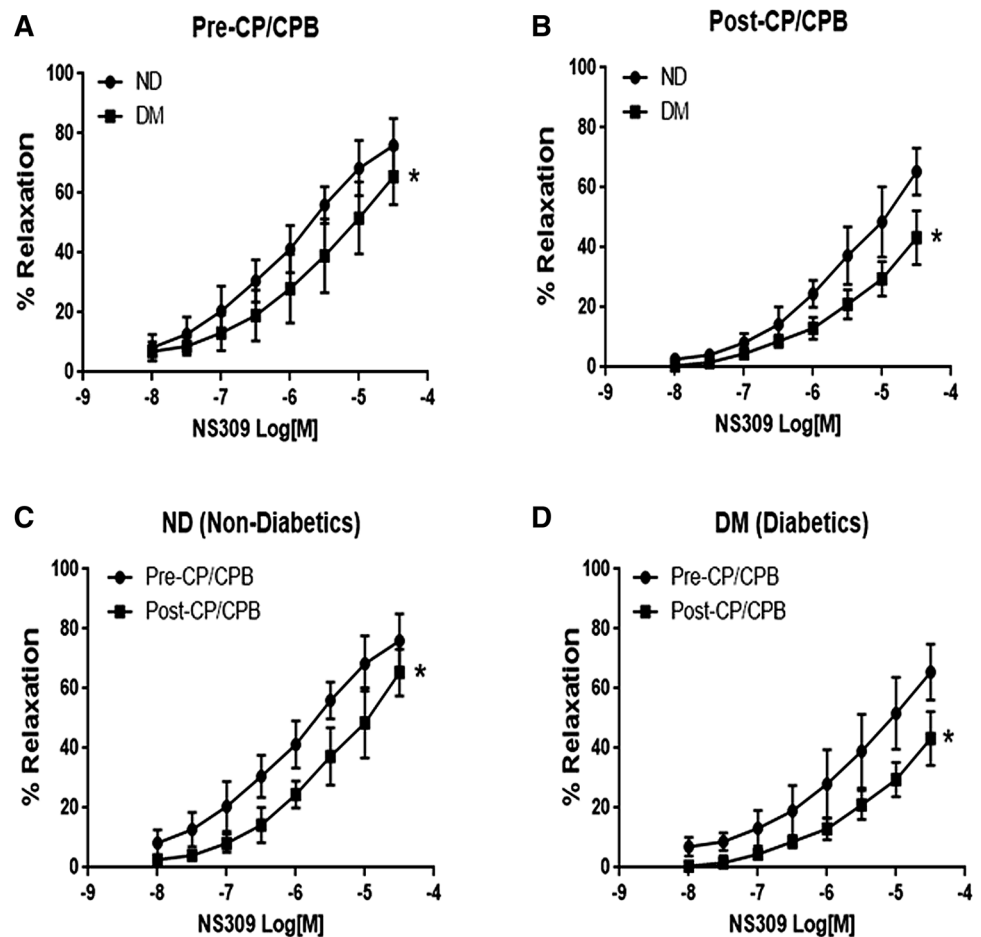 A
Pre-CP/CPB
100
80
60
40
20
0
% Relaxation
ND
DM
*
-9 -8 -7 -6 -5 -4
NS309 Log[M]
B
Post-CP/CPB
100
80
60
40
20
0
% Relaxation
ND
DM
*
-9 -8 -7 -6 -5 -4
NS309 Log[M]
C
ND (Non-Diabetics)
100
80
60
40
20
0
% Relaxation
Pre-CP/CPB
Post-CP/CPB
*
-9 -8 -7 -6 -5 -4
NS309 Log[M]
D
DM (Diabetics)
100
80
60
40
20
0
% Relaxation
Pre-CP/CPB
Post-CP/CPB
*
-9 -8 -7 -6 -5 -4
NS309 Log[M]